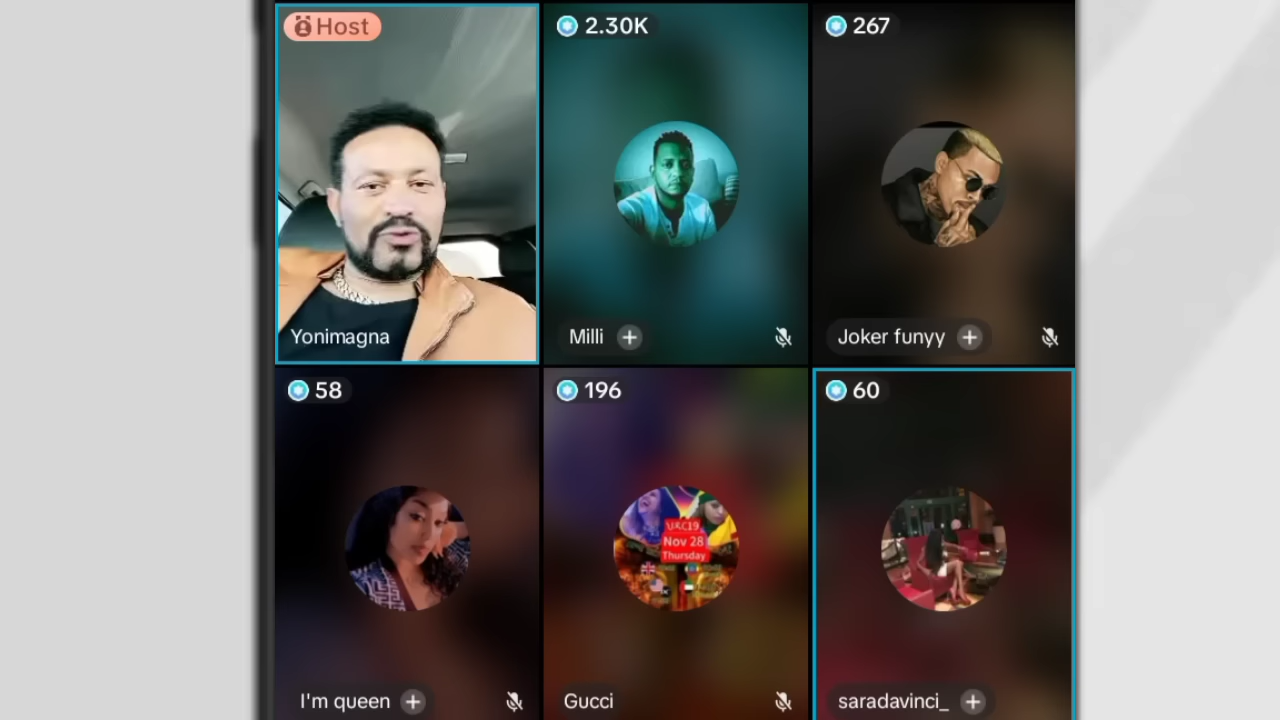 Host
2.30K
267
Yonimagna
Milli
Joker funyy
58
196
60
UKC19
Nov 28
Thursday
I'm queen
Gucci
saradavinci_